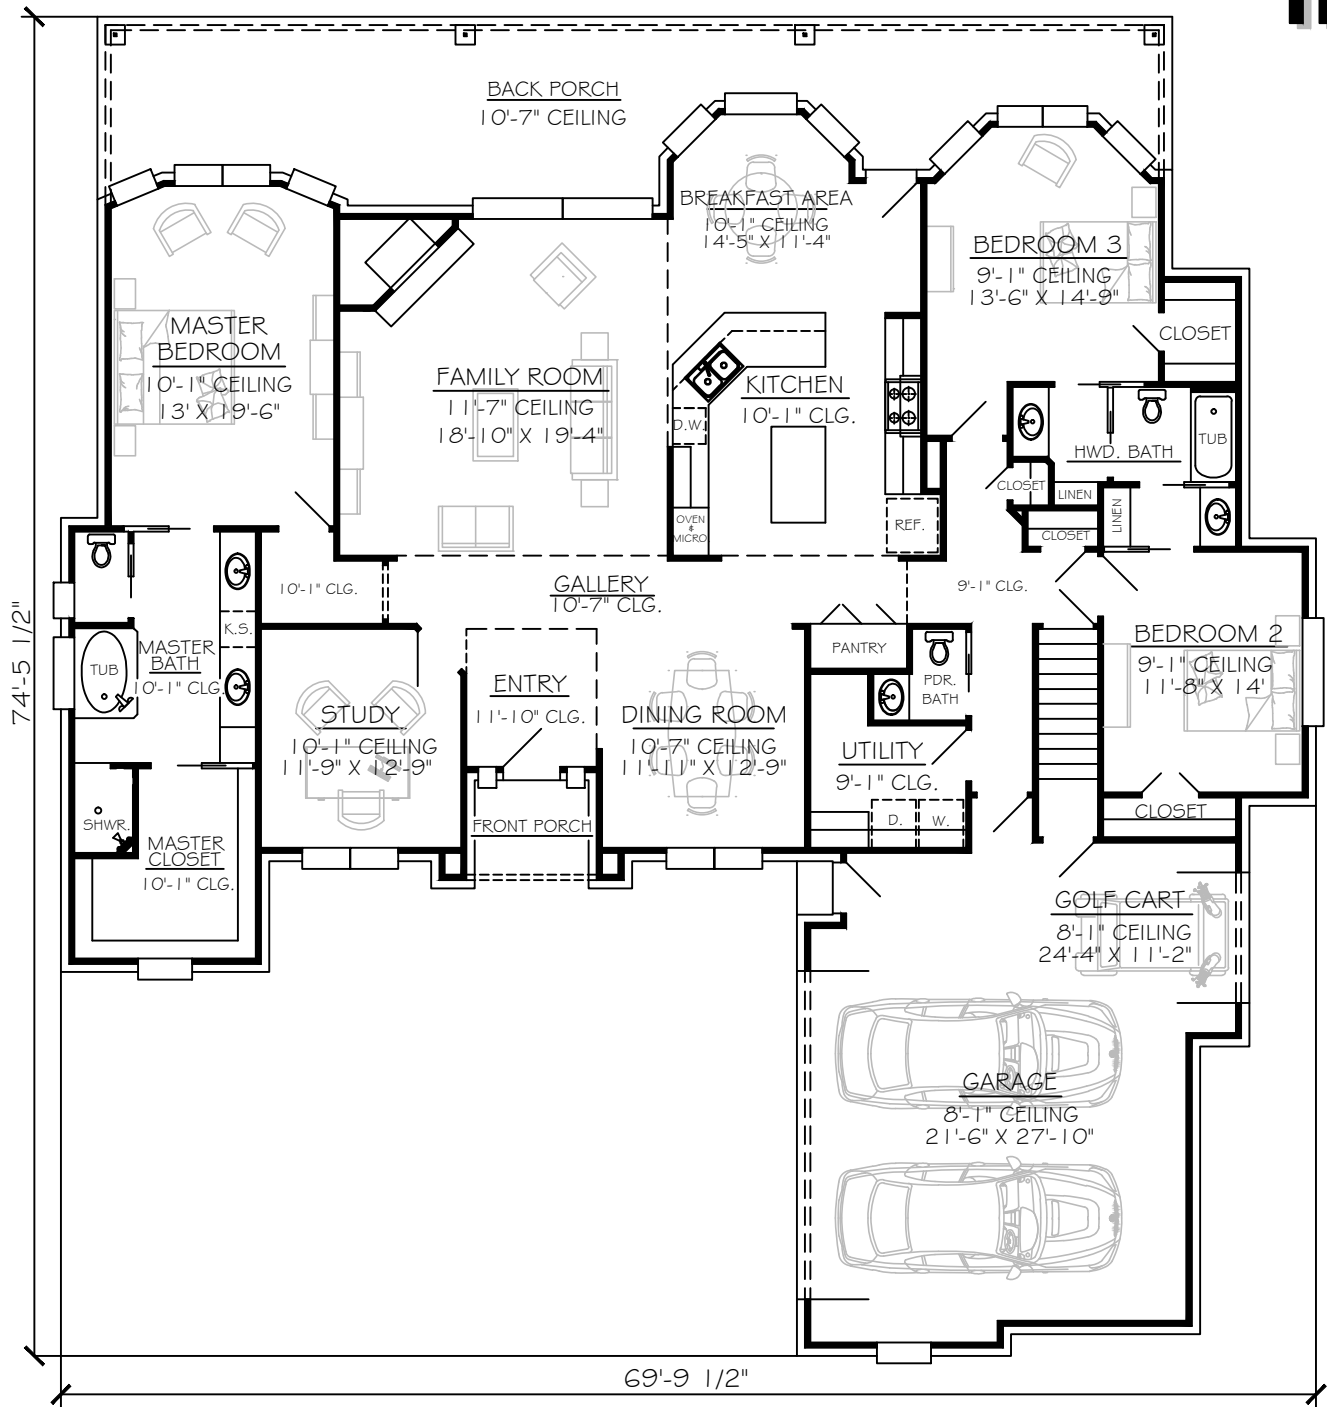 BACK PORCH
10'-7" CEILING
BREAKFAST AREA
10'-1" CEILING
14'-5" X 11'-4"
BEDROOM 3
9'-1" CEILING
13'-6" X 14'-9"
CLOSET
MASTER
BEDROOM
10'-1" CEILING
13' X 19'-6"
FAMILY ROOM
11'-7" CEILING
18'-10" X 19'-4"
KITCHEN
10'-1" CLG.
D.W.
OVEN
&
MICRO
REF.
HWD. BATH
TUB
CLOSET
LINEN
LINEN
CLOSET
10'-1" CLG.
GALLERY
10'-7" CLG.
9'-1" CLG.
K.S.
MASTER
BATH
10'-1" CLG.
TUB
STUDY
10'-1" CEILING
11'-9" X 12'-9"
ENTRY
11'-10" CLG.
DINING ROOM
10'-7" CEILING
11'-11" X 12'-9"
PANTRY
PDR.
BATH
UTILITY
9'-1" CLG.
D.
W.
BEDROOM 2
9'-1" CEILING
11'-8" X 14'
CLOSET
SHWR.
MASTER
CLOSET
10'-1" CLG.
FRONT PORCH
GOLF CART
8'-1" CEILING
24'-4" X 11'-2"
GARAGE
8'-1" CEILING
21'-6" X 27'-10"
74'-5 1/2"
69'-9 1/2"